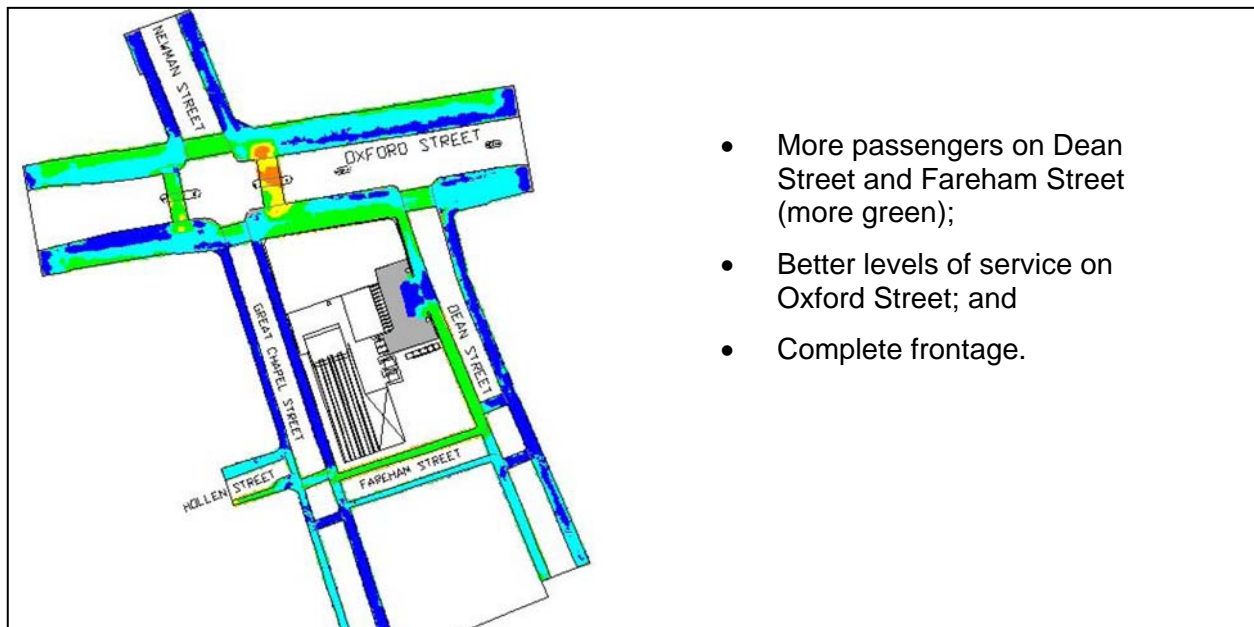 NEWMAN STREET
OXFORD STREET
GREAT CHAPEL STREET
DEAN STREET
FAREHAM STREET
HOLLEN STREET
• More passengers on Dean
Street and Fareham Street
(more green);
• Better levels of service on
Oxford Street; and
• Complete frontage.